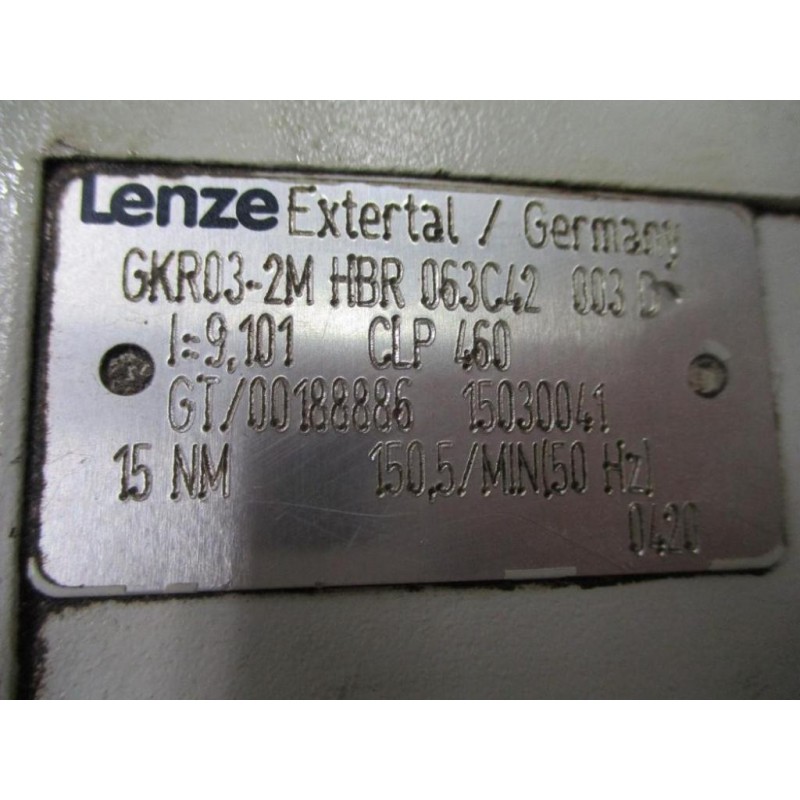 Lenze Extertal / Germany
GKR03-2M HBR 063C42 003 D
I=9,101 CLP 460
GT/00188886 15030041
15 NM 150,5/MIN(50 Hz)
0420